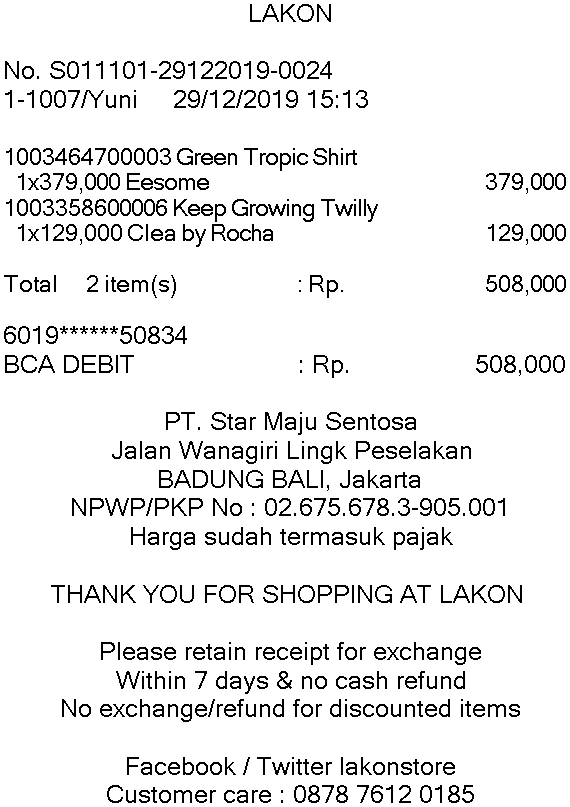 LAKON
No. S011101-29122019-0024
1-1007/Yuni 29/12/2019 15:13
1003464700003 Green Tropic Shirt
1x379,000 Eesome 379,000
1003358600006 Keep Growing Twilly
1x129,000 Clea by Rocha 129,000
Total 2 item(s) : Rp. 508,000
6019******50834
BCA DEBIT : Rp. 508,000
PT. Star Maju Sentosa
Jalan Wanagiri Lingk Peselakan
BADUNG BALI, Jakarta
NPWP/PKP No : 02.675.678.3-905.001
Harga sudah termasuk pajak
THANK YOU FOR SHOPPING AT LAKON
Please retain receipt for exchange
Within 7 days & no cash refund
No exchange/refund for discounted items
Facebook / Twitter lakonstore
Customer care : 0878 7612 0185